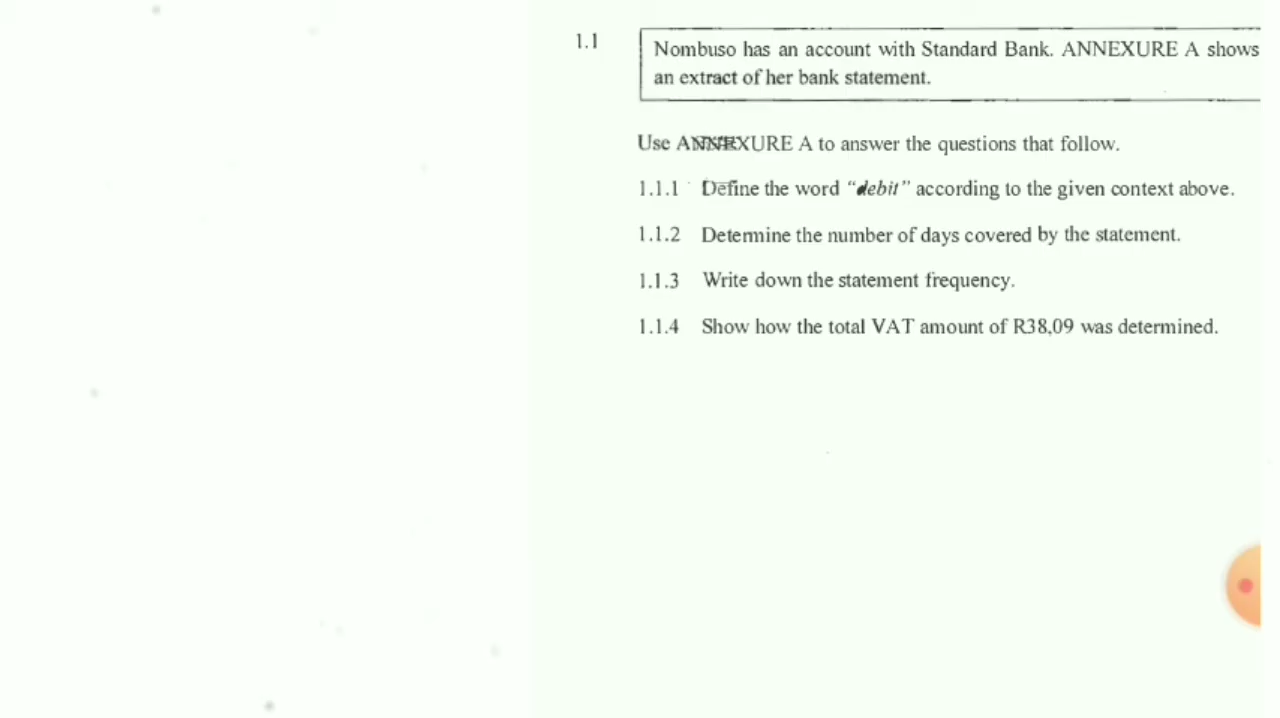 1.1
Nombuso has an account with Standard Bank. ANNEXURE A shows
an extract of her bank statement.
Use ANNEXURE A to answer the questions that follow.
1.1.1 Define the word "debit" according to the given context above.
1.1.2 Determine the number of days covered by the statement.
1.1.3 Write down the statement frequency.
1.1.4 Show how the total VAT amount of R38,09 was determined.